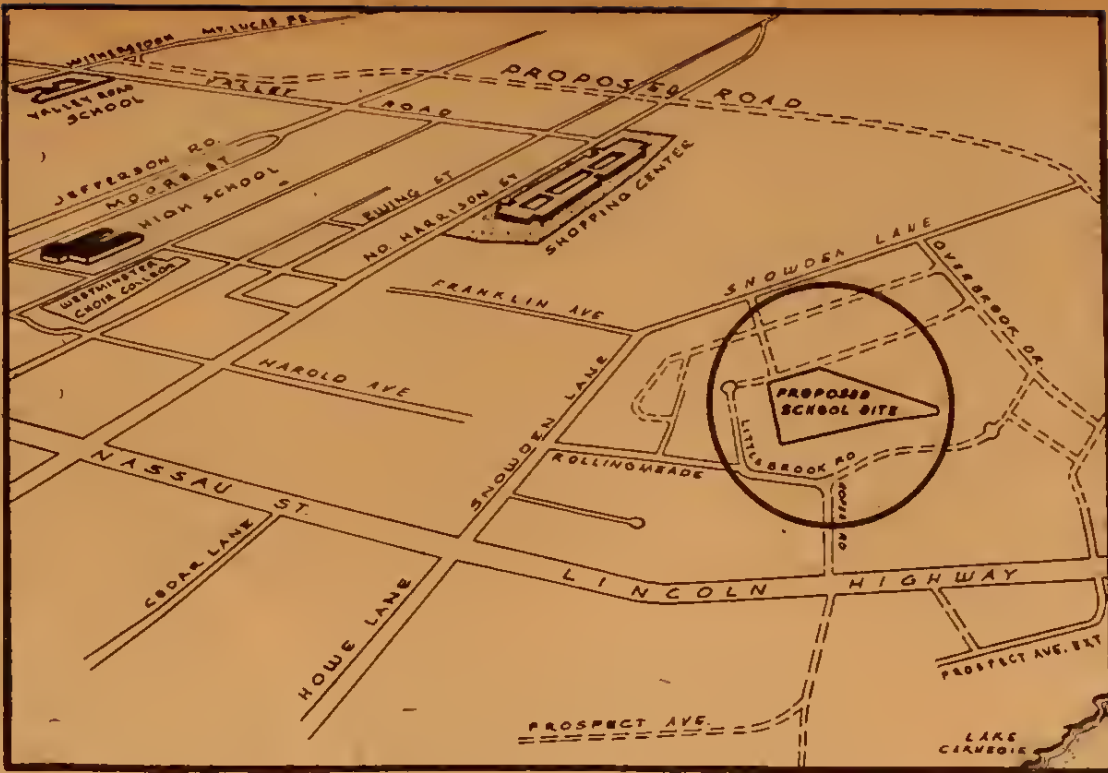 WITHERSPOON
MT. LUCAS RD.
VALLEY ROAD
SCHOOL
VALLEY
ROAD
PROPOSED ROAD
JEFFERSON RD.
MOORE ST
HIGH SCHOOL
EWING ST
NO. HARRISON ST
SHOPPING CENTER
WESTMINSTER
CHOIR COLLEGE
FRANKLIN AVE
SNOWDEN LANE
OVERBROOK DR.
HAROLD AVE
SNOWDEN LANE
PROPOSED
SCHOOL SITE
LITTLEBROOK RD
ROLLINGMEADE
ROPER RD
NASSAU ST.
CEDAR LANE
HOWE LANE
LINCOLN HIGHWAY
PROSPECT AVE. EXT
PROSPECT AVE.
LAKE
CARNEGIE